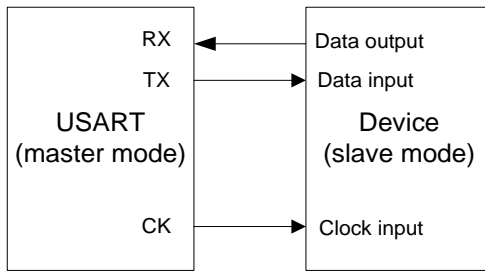 RX
Data output
TX
Data input
USART
(master mode)
Device
(slave mode)
CK
Clock input